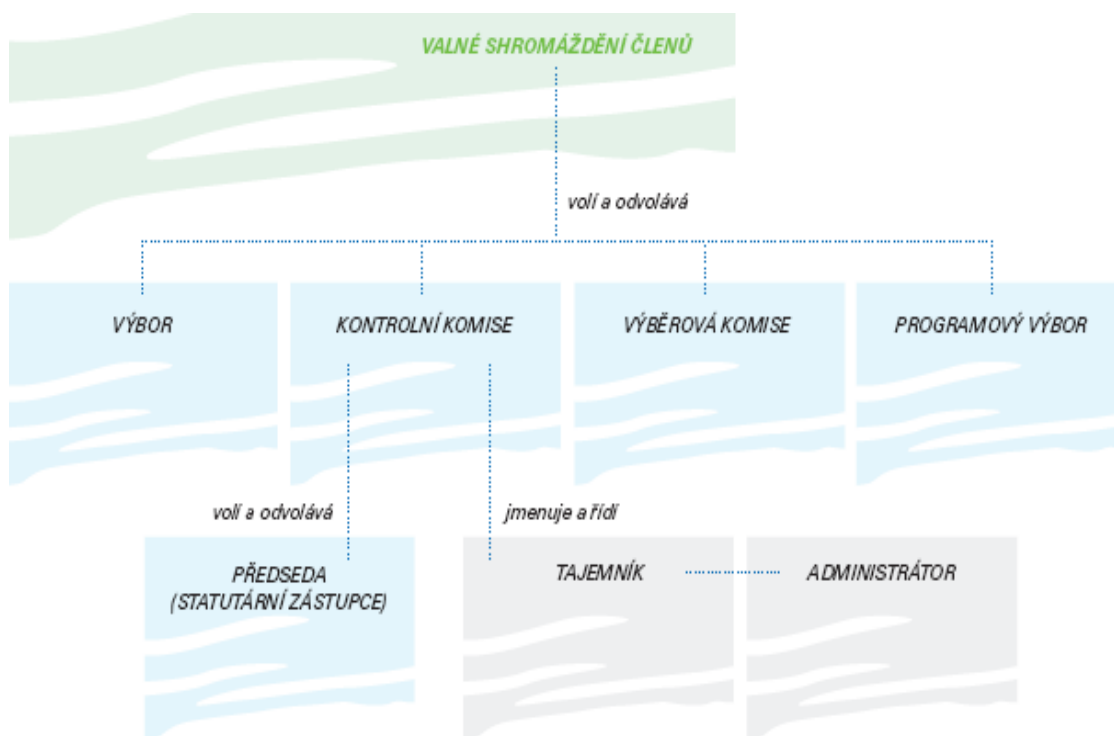 VALNÉ SHROMÁŽDĚNÍ ČLENŮ
volí a odvolává
VÝBOR
KONTROLNÍ KOMISE
VÝBĚROVÁ KOMISE
PROGRAMOVÝ VÝBOR
volí a odvolává
jmenuje a řídí
PŘEDSEDA
(STATUTÁRNÍ ZÁSTUPCE)
TAJEMNÍK
ADMINISTRÁTOR